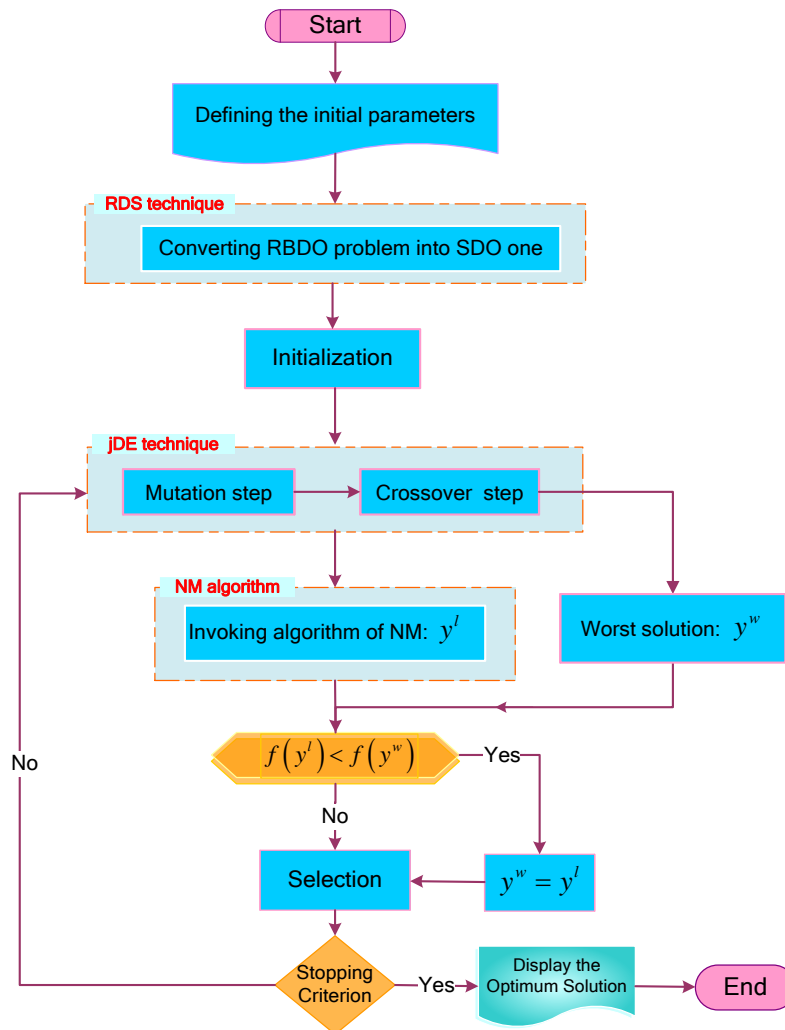 Start
Defining the initial parameters
RDS technique
Converting RBDO problem into SDO one
Initialization
jDE technique
Mutation step
Crossover step
NM algorithm
Invoking algorithm of NM: y^l
Worst solution: y^w
f(y^l) < f(y^w)
Yes
No
No
Selection
y^w = y^l
Stopping
Criterion
Yes
Display the
Optimum Solution
End